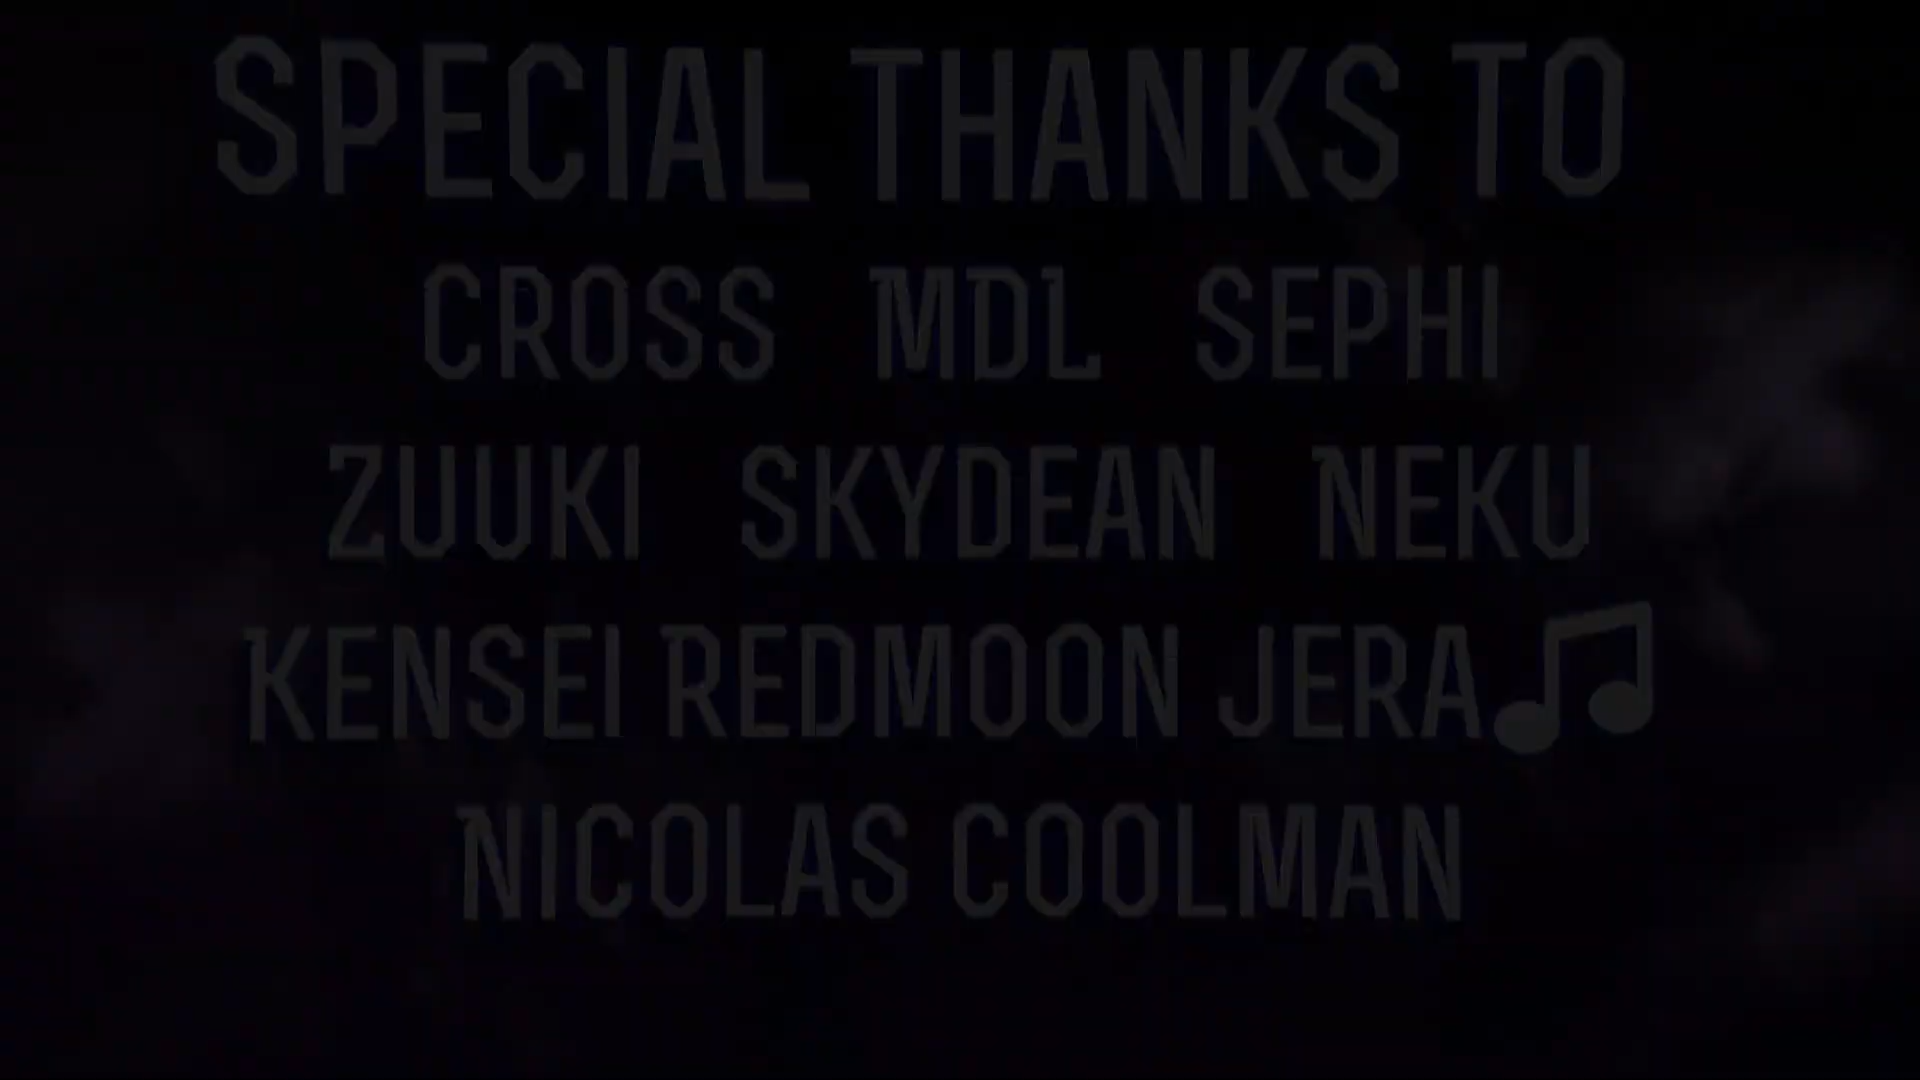 SPECIAL THANKS TO
CROSS MDL SEPHI
ZUUKI SKYDEAN NEKU
KENSEI REDMOON JERA🎵
NICOLAS COOLMAN